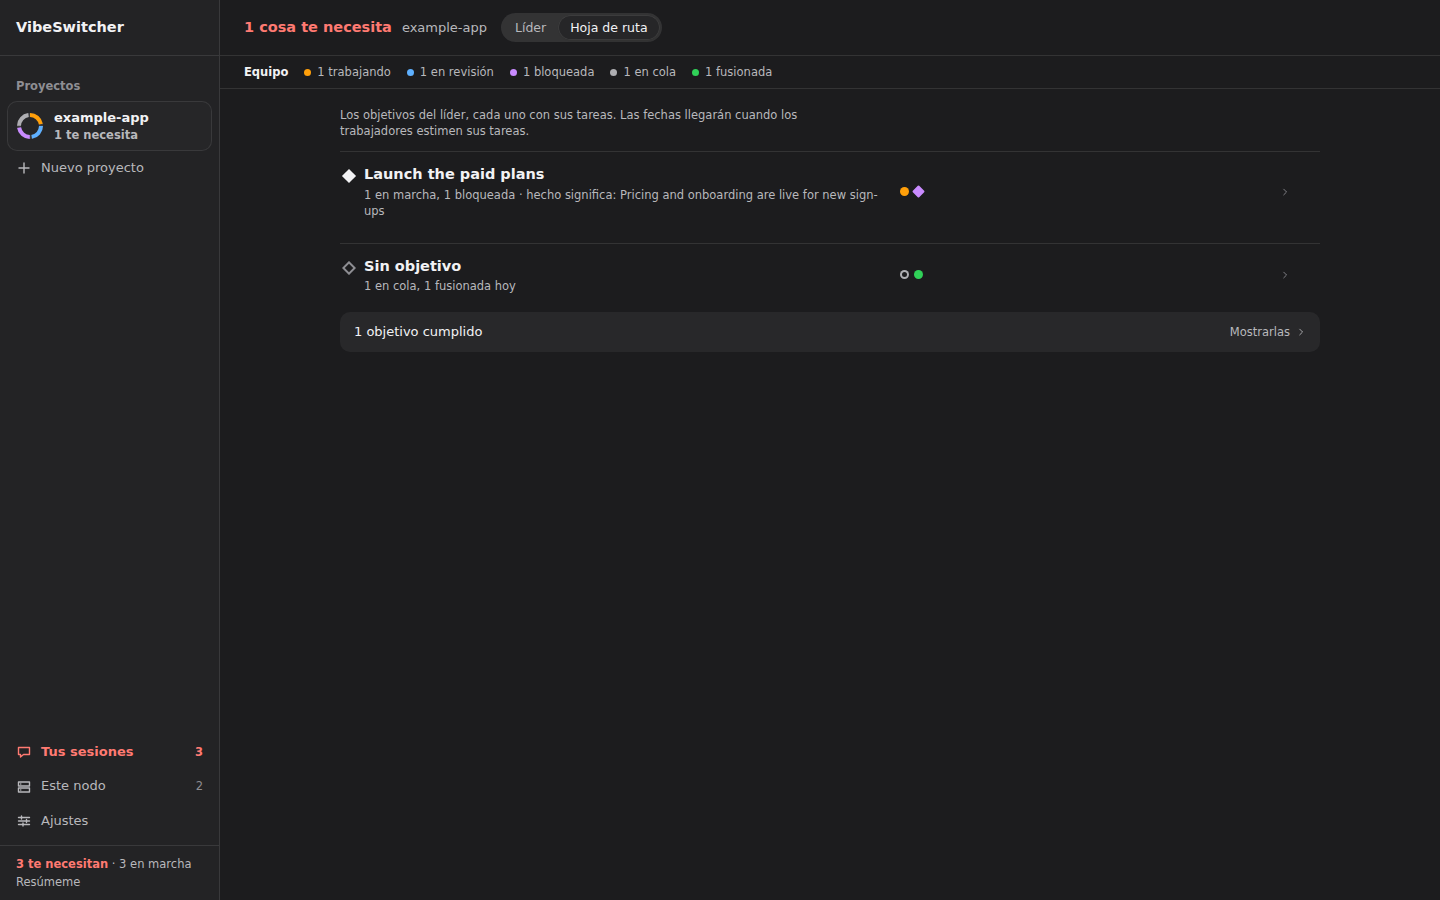 VibeSwitcher
Proyectos
example-app
1 te necesita
Nuevo proyecto
Tus sesiones 3
Este nodo 2
Ajustes
3 te necesitan · 3 en marcha
Resúmeme
1 cosa te necesita example-app Líder Hoja de ruta
Equipo 1 trabajando 1 en revisión 1 bloqueada 1 en cola 1 fusionada
Los objetivos del líder, cada uno con sus tareas. Las fechas llegarán cuando los
trabajadores estimen sus tareas.
Launch the paid plans
1 en marcha, 1 bloqueada · hecho significa: Pricing and onboarding are live for new sign-
ups
Sin objetivo
1 en cola, 1 fusionada hoy
1 objetivo cumplido Mostrarlas